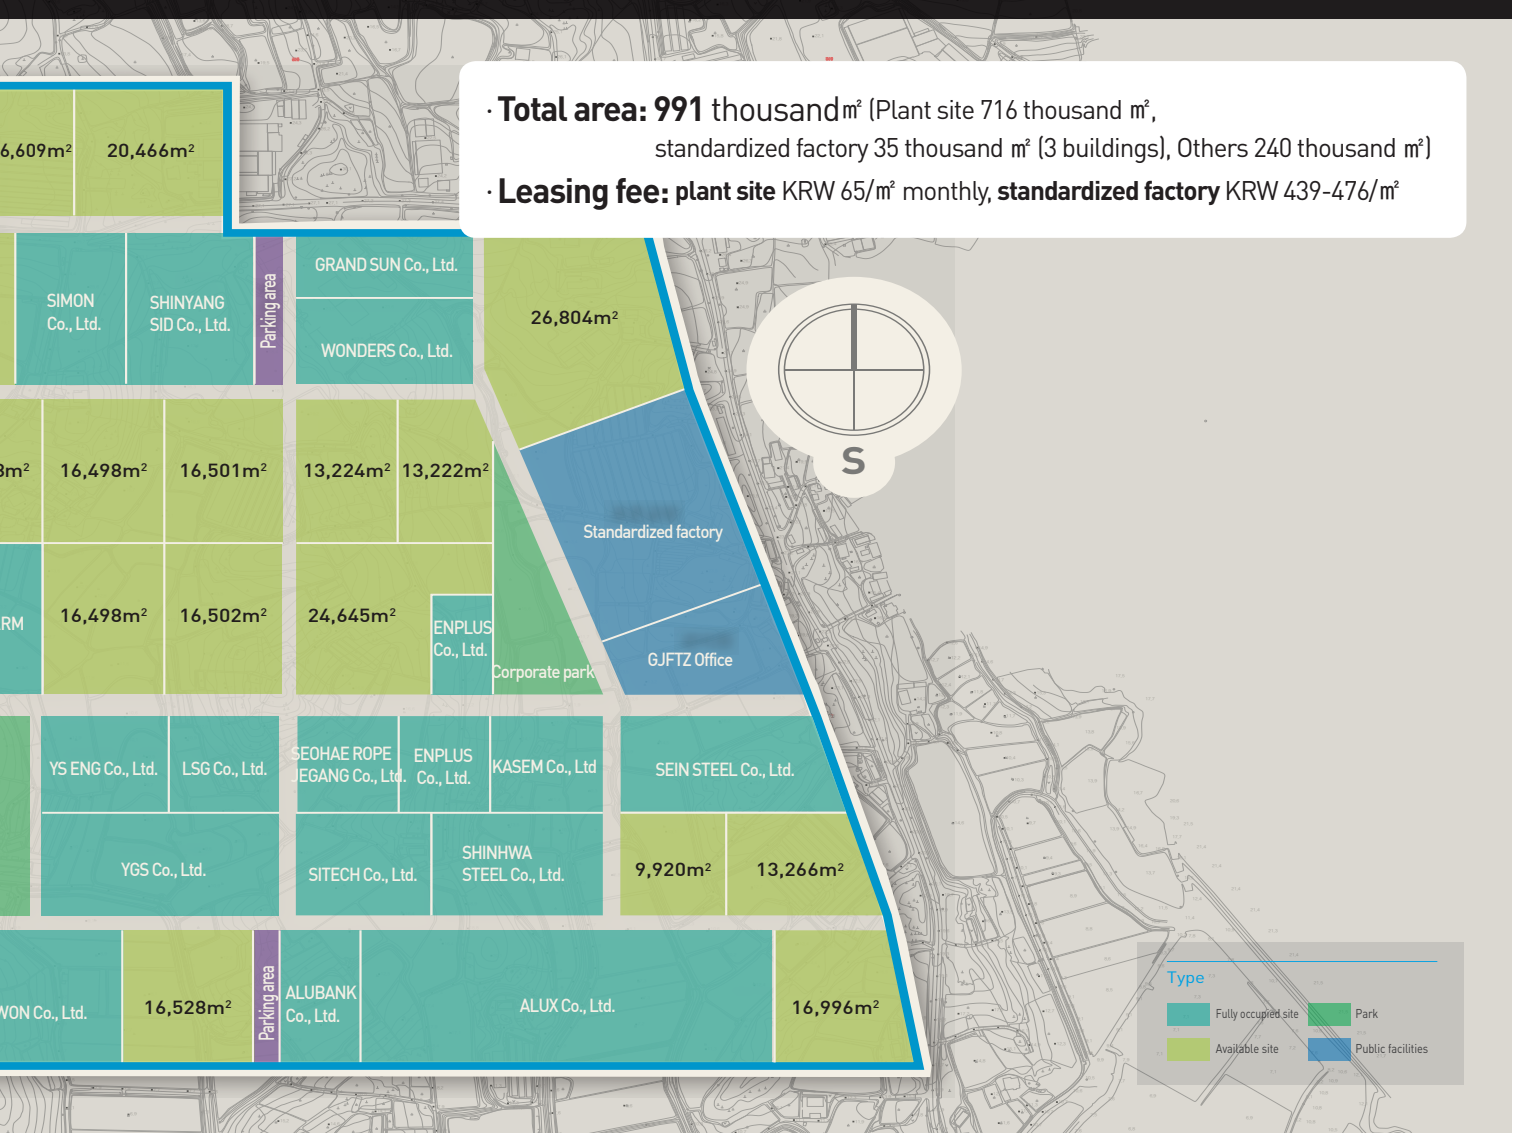 · Total area: 991 thousand㎡ (Plant site 716 thousand ㎡,
standardized factory 35 thousand ㎡ (3 buildings), Others 240 thousand ㎡)
· Leasing fee: plant site KRW 65/㎡ monthly, standardized factory KRW 439-476/㎡
6,609m²
20,466m²
SIMON
Co., Ltd.
SHINYANG
SID Co., Ltd.
Parking area
GRAND SUN Co., Ltd.
WONDERS Co., Ltd.
26,804m²
S
m²
16,498m²
16,501m²
13,224m²
13,222m²
Standardized factory
RM
16,498m²
16,502m²
24,645m²
ENPLUS
Co., Ltd.
Corporate park
GJFTZ Office
YS ENG Co., Ltd.
LSG Co., Ltd.
SEOHAE ROPE
JEGANG Co., Ltd.
ENPLUS
Co., Ltd.
KASEM Co., Ltd
SEIN STEEL Co., Ltd.
YGS Co., Ltd.
SITECH Co., Ltd.
SHINHWA
STEEL Co., Ltd.
9,920m²
13,266m²
WON Co., Ltd.
16,528m²
Parking area
ALUBANK
Co., Ltd.
ALUX Co., Ltd.
16,996m²
Type
Fully occupied site
Park
Available site
Public facilities